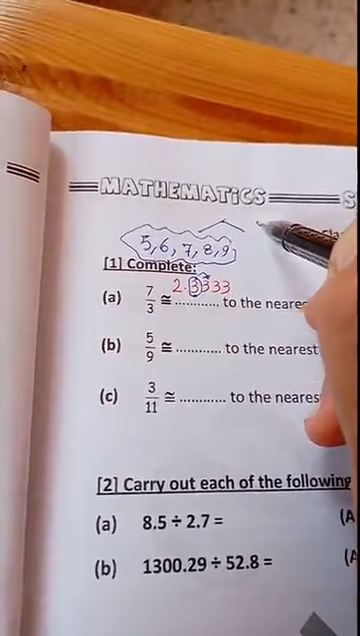 MATHEMATICS S
5,6,7,8,9
[1] Complete:
2.3333
(a) 7/3 ≅ ............ to the neares
(b) 5/9 ≅ ............ to the nearest
(c) 3/11 ≅ ............ to the neares
[2] Carry out each of the following
(a) 8.5 ÷ 2.7 = (A
(b) 1300.29 ÷ 52.8 = (A